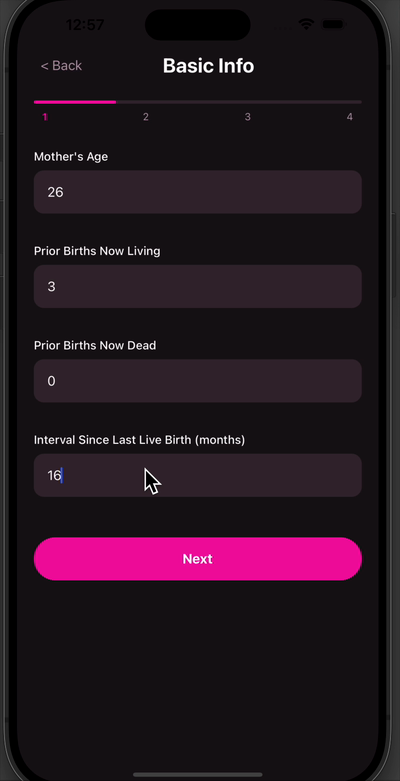 12:57
< Back
Basic Info
1 2 3 4
Mother's Age
26
Prior Births Now Living
3
Prior Births Now Dead
0
Interval Since Last Live Birth (months)
16
Next